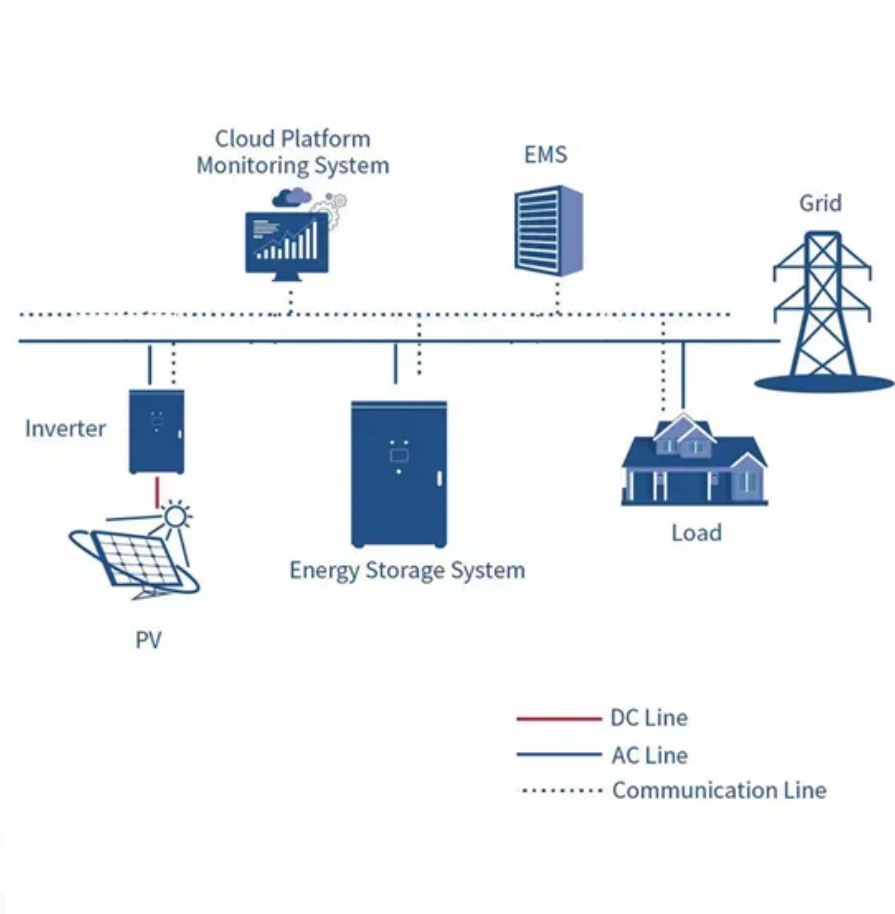 Cloud Platform
Monitoring System
EMS
Grid
Inverter
Load
Energy Storage System
PV
DC Line
AC Line
Communication Line